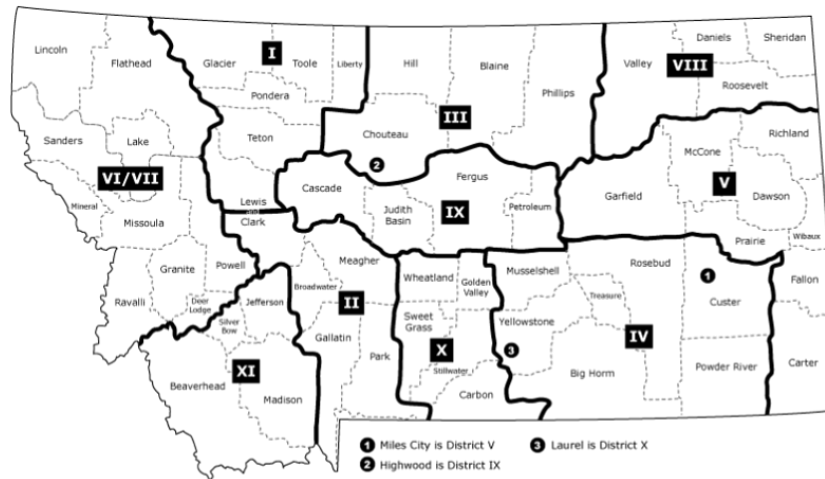 Lincoln
Flathead
Glacier
I
Toole
Liberty
Hill
Blaine
Phillips
Valley
VIII
Daniels
Sheridan
Roosevelt
Pondera
Sanders
Lake
Teton
Chouteau
III
McCone
Richland
VI/VII
Mineral
Missoula
Lewis
and
Clark
Cascade
2
Judith
Basin
Fergus
IX
Petroleum
Garfield
V
Dawson
Prairie
Wibaux
Ravalli
Granite
Powell
Deer
Lodge
Silver
Bow
Jefferson
Broadwater
Meagher
II
Gallatin
Park
Wheatland
Golden
Valley
Sweet
Grass
X
Stillwater
Carbon
Musselshell
Rosebud
Treasure
Yellowstone
3
Big Horm
IV
1
Custer
Powder River
Fallon
Carter
Beaverhead
XI
Madison
1 Miles City is District V
2 Highwood is District IX
3 Laurel is District X